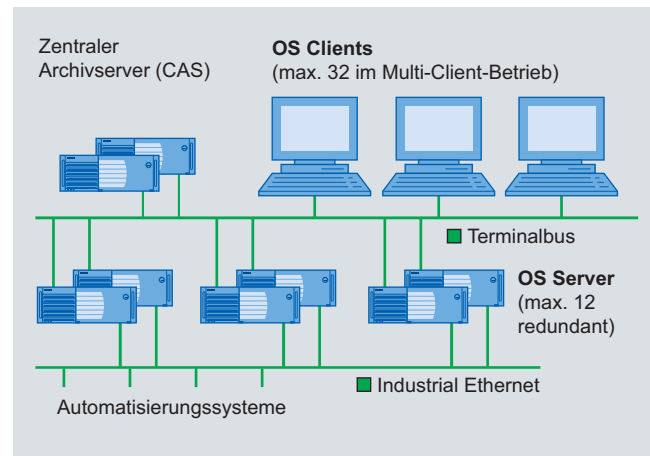 Zentraler
Archivserver (CAS)
OS Clients
(max. 32 im Multi-Client-Betrieb)
Terminalbus
OS Server
(max. 12
redundant)
Industrial Ethernet
Automatisierungssysteme